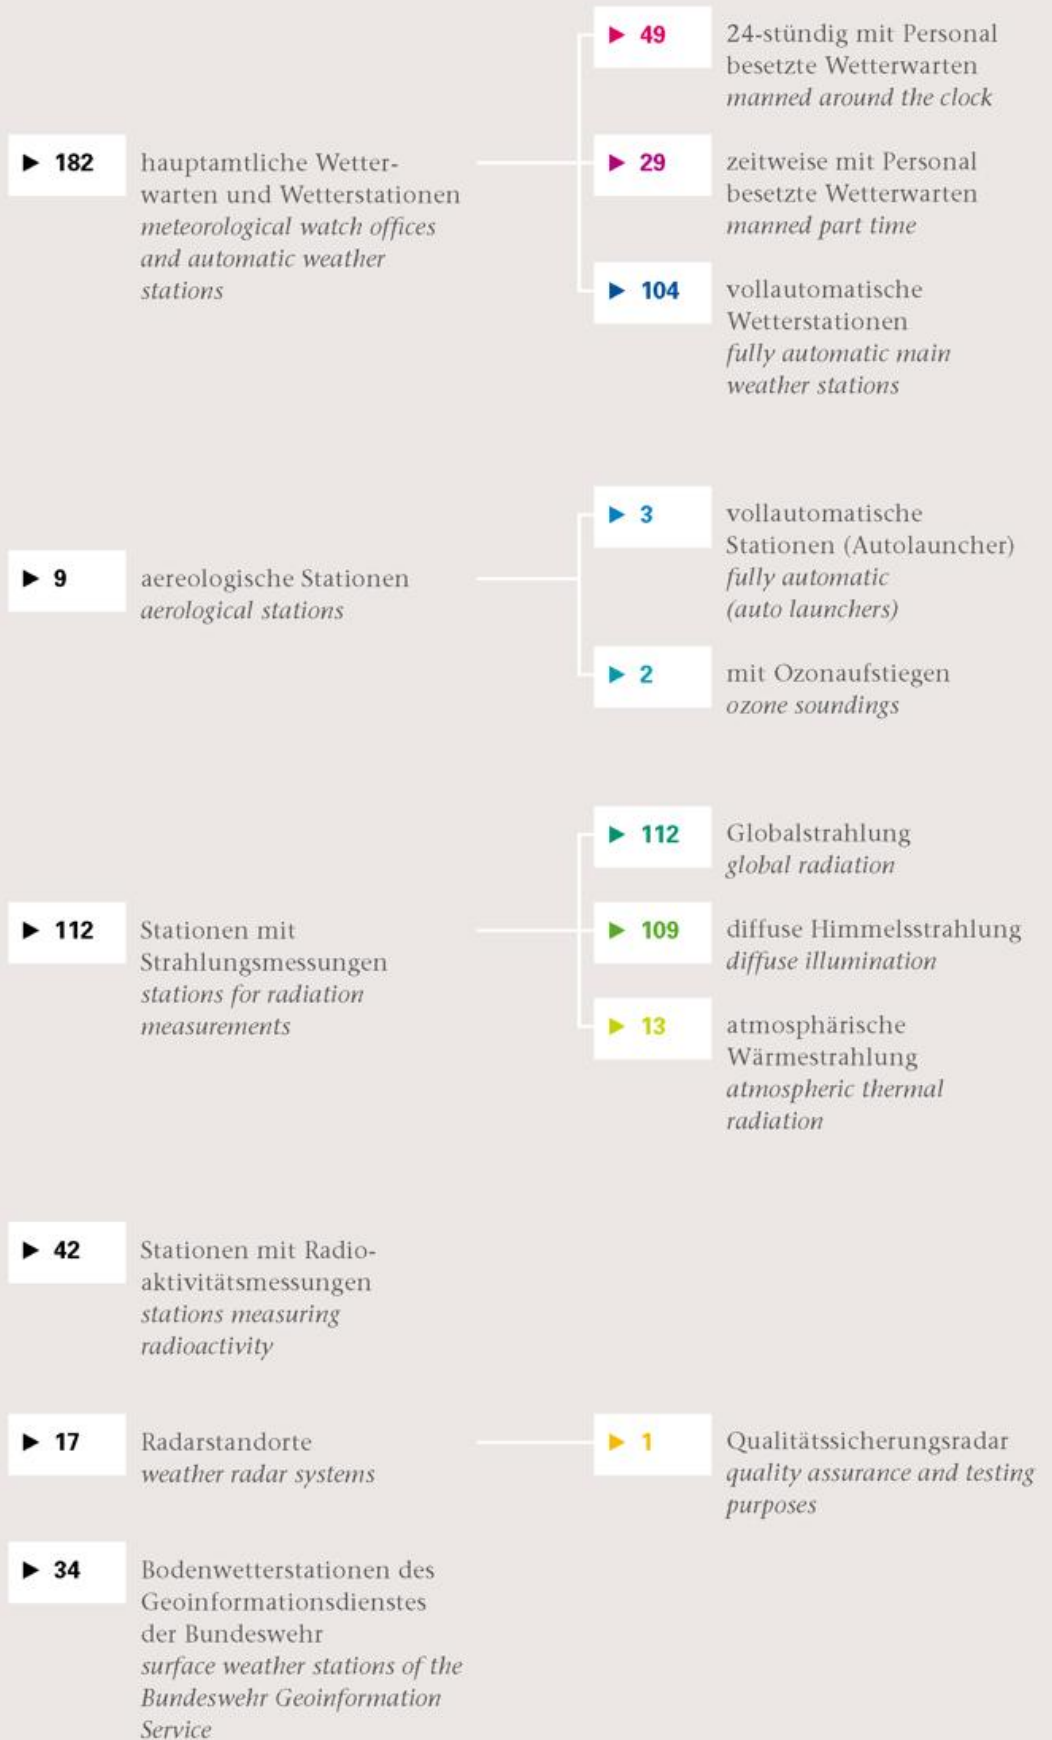 ▶ 182
hauptamtliche Wetter-
warten und Wetterstationen
meteorological watch offices
and automatic weather
stations
▶ 49
24-stündig mit Personal
besetzte Wetterwarten
manned around the clock
▶ 29
zeitweise mit Personal
besetzte Wetterwarten
manned part time
▶ 104
vollautomatische
Wetterstationen
fully automatic main
weather stations
▶ 9
aereologische Stationen
aerological stations
▶ 3
vollautomatische
Stationen (Autolauncher)
fully automatic
(auto launchers)
▶ 2
mit Ozonaufstiegen
ozone soundings
▶ 112
Stationen mit
Strahlungsmessungen
stations for radiation
measurements
▶ 112
Globalstrahlung
global radiation
▶ 109
diffuse Himmelsstrahlung
diffuse illumination
▶ 13
atmosphärische
Wärmestrahlung
atmospheric thermal
radiation
▶ 42
Stationen mit Radio-
aktivitätsmessungen
stations measuring
radioactivity
▶ 17
Radarstandorte
weather radar systems
▶ 1
Qualitätssicherungsradar
quality assurance and testing
purposes
▶ 34
Bodenwetterstationen des
Geoinformationsdienstes
der Bundeswehr
surface weather stations of the
Bundeswehr Geoinformation
Service